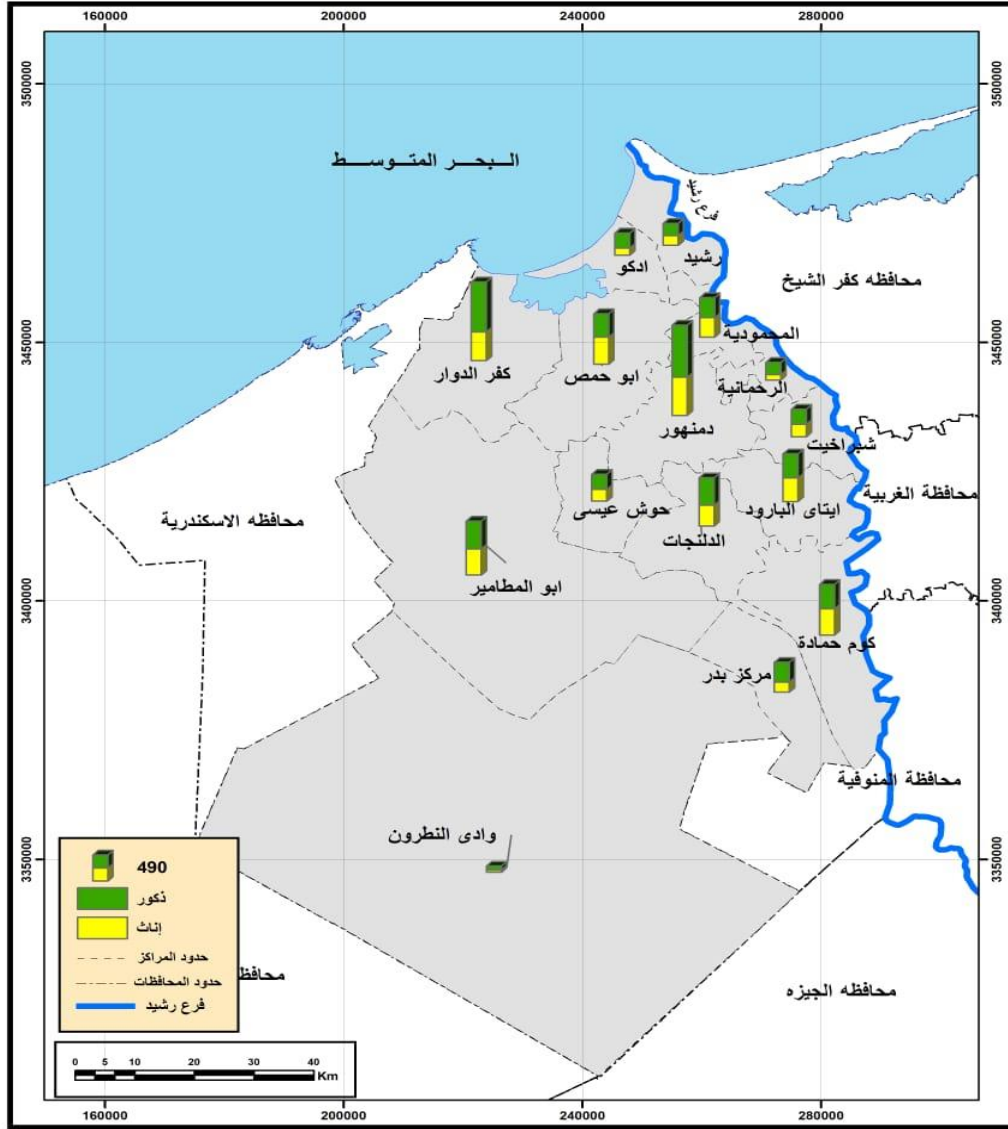 160000 200000 240000 280000
3500000
3500000
البحر المتوسط
فرع رشيد
رشيد
ادكو
محافظه كفر الشيخ
المحمودية
3450000
3450000
كفر الدوار
ابو حمص
الرحمانية
دمنهور
شبراخيت
محافظة الغربية
محافظه الاسكندرية
حوش عيسى
الدلنجات
ايتاى البارود
ابو المطامير
3400000
3400000
كوم حمادة
مركز بدر
محافظة المنوفية
وادى النطرون
3350000
3350000
490
ذكور
إناث
حدود المراكز
حدود المحافظات
فرع رشيد
محافظه الجيزه
0 5 10 20 30 40
Km
160000 200000 240000 280000